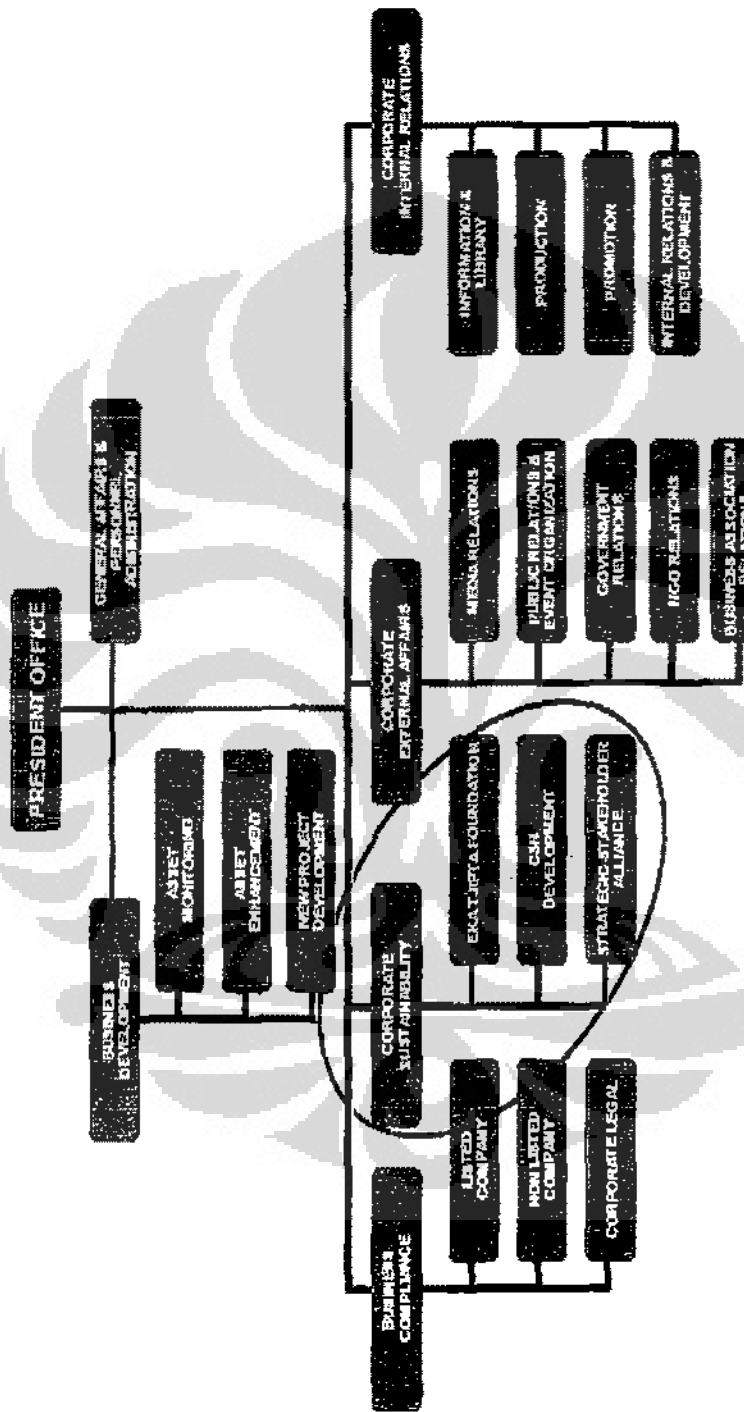 PRESIDENT OFFICE
BUSINESS
DEVELOPMENT
GENERAL AFFAIRS &
PERSONNEL
ADMINISTRATION
ASSET
MONITORING
ASSET
ENHANCEMENT
NEW PROJECT
DEVELOPMENT
BUSINESS
COMPLIANCE
CORPORATE
SUSTAINABILITY
CORPORATE
EXTERNAL AFFAIRS
CORPORATE
INTERNAL RELATIONS
LISTED
COMPANY
NON LISTED
COMPANY
CORPORATE LEGAL
EKA TJIPTA FOUNDATION
CSR
DEVELOPMENT
STRATEGIC STAKEHOLDER
ALLIANCE
MEDIA RELATIONS
PUBLIC RELATIONS &
EVENT ORGANIZATION
GOVERNMENT
RELATIONS
NGO RELATIONS
BUSINESS ASSOCIATION
INFORMATION &
LIBRARY
PRODUCTION
PROMOTION
INTERNAL RELATIONS &
DEVELOPMENT